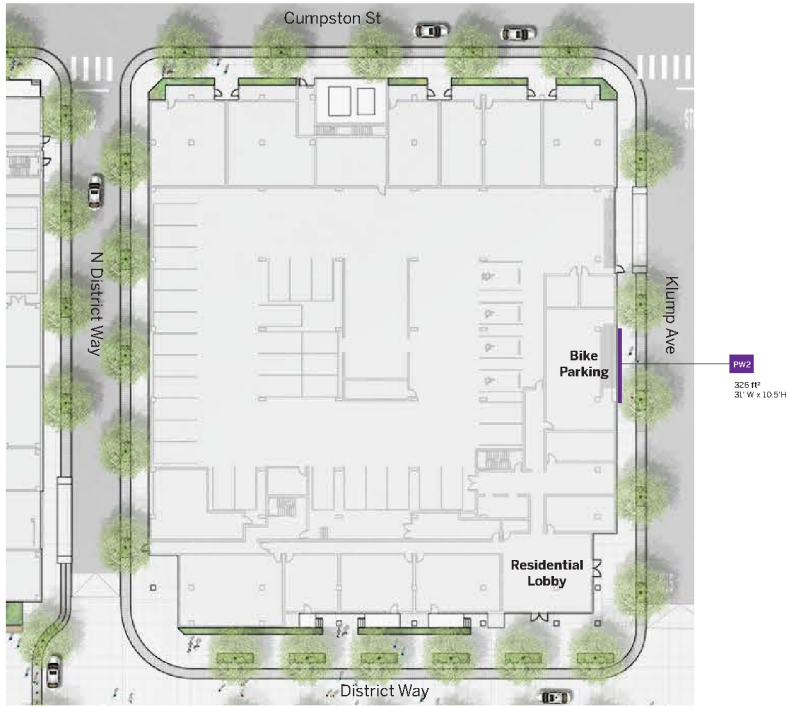 Cumpston St
N District Way
Klump Ave
Bike
Parking
PW2
326 ft²
31' W x 10.5'H
Residential
Lobby
District Way